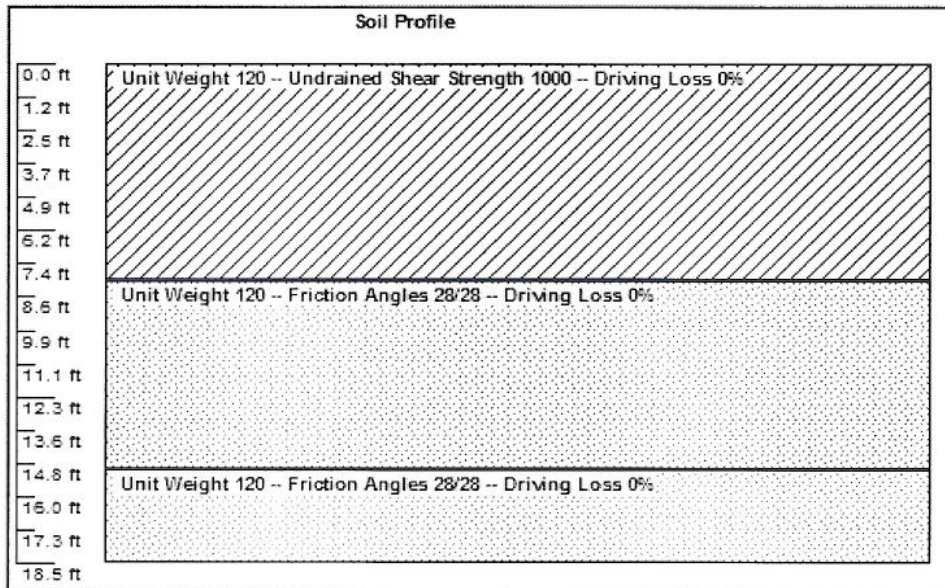 Soil Profile
0.0 ft
Unit Weight 120 -- Undrained Shear Strength 1000 -- Driving Loss 0%
1.2 ft
2.5 ft
3.7 ft
4.9 ft
6.2 ft
7.4 ft
Unit Weight 120 -- Friction Angles 28/28 -- Driving Loss 0%
8.6 ft
9.9 ft
11.1 ft
12.3 ft
13.6 ft
14.8 ft
Unit Weight 120 -- Friction Angles 28/28 -- Driving Loss 0%
16.0 ft
17.3 ft
18.5 ft